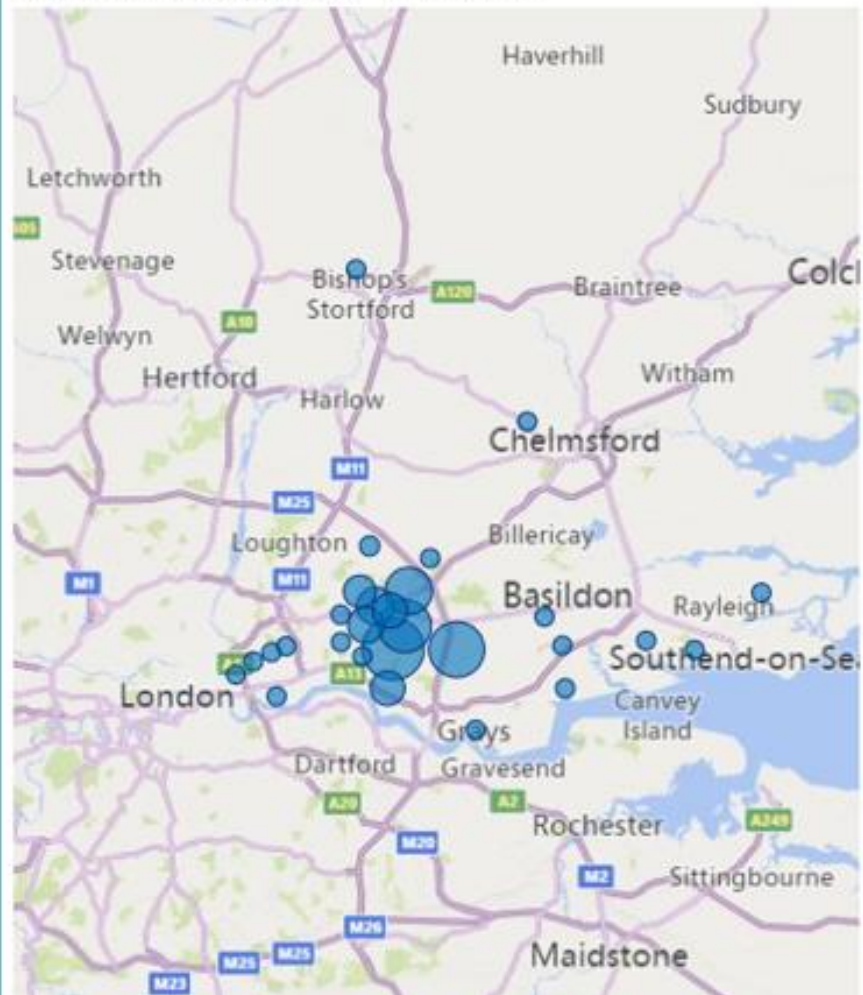 Haverhill
Sudbury
Letchworth
Stevenage
Bishop's
Stortford
A120
Braintree
Colcl
A10
Welwyn
Hertford
Witham
Harlow
Chelmsford
M11
M25
Loughton
Billericay
M1
M11
Basildon
Rayleigh
Southend-on-Sea
A13
London
Canvey
Island
Grays
Dartford
Gravesend
A20
A2
Rochester
A249
M20
M2
Sittingbourne
M26
Maidstone
M25
M25
M23